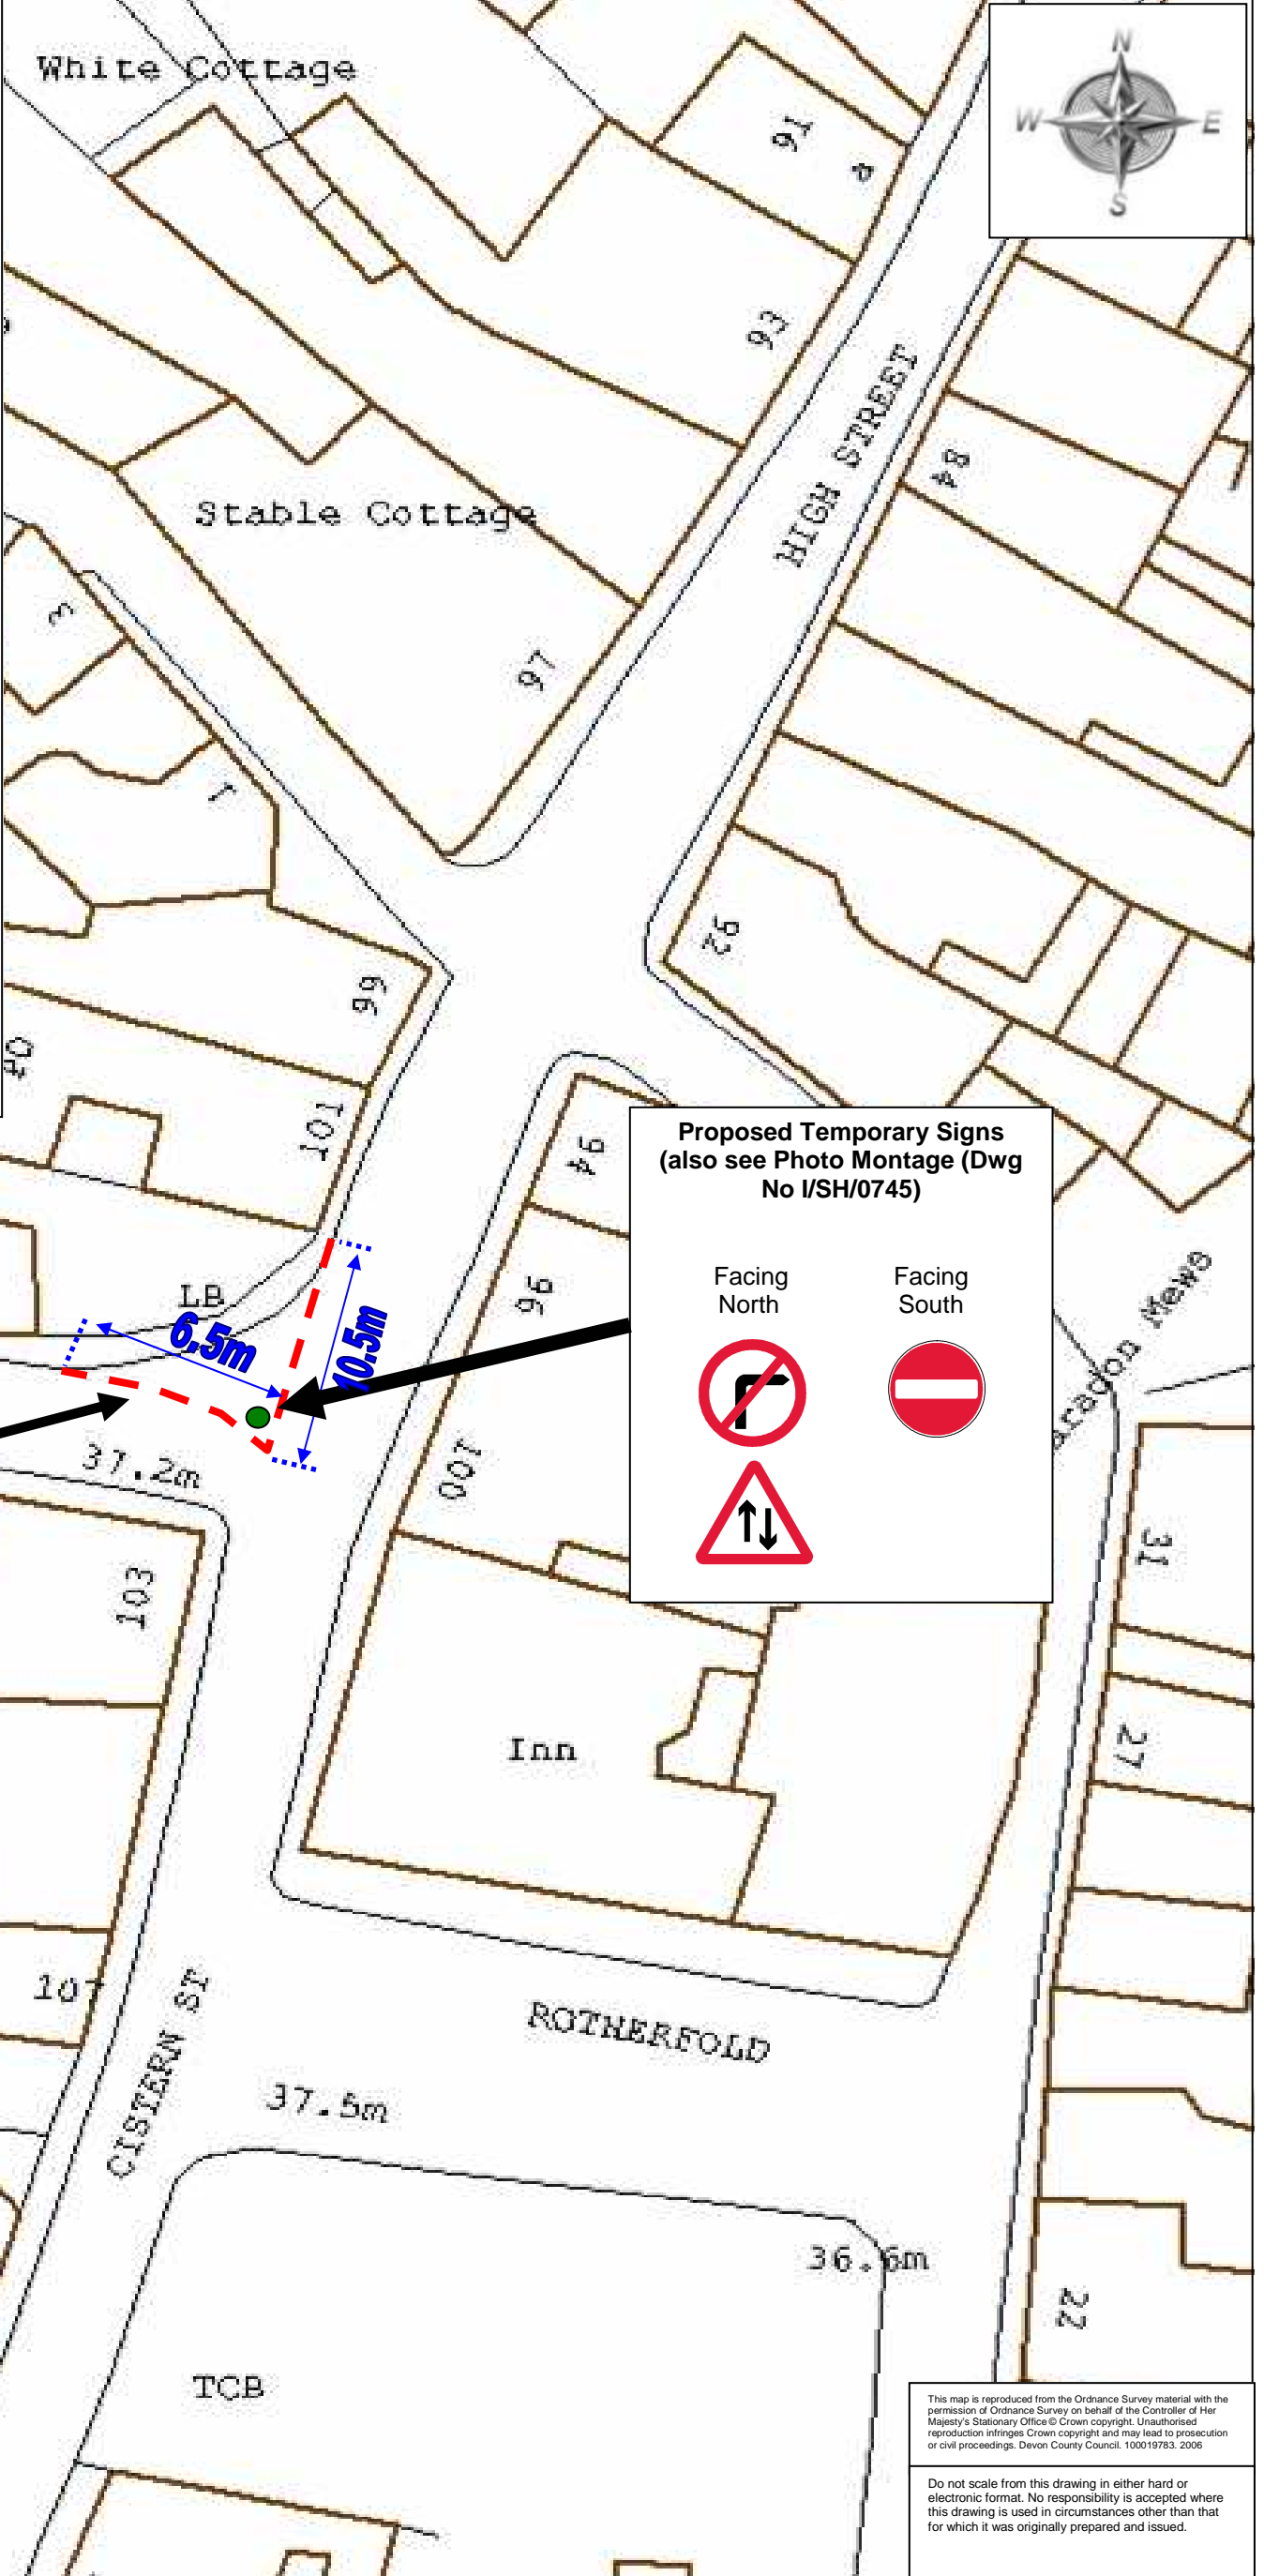 White Cottage
N
W
E
S
91
a
93
HIGH STREET
84
Stable Cottage
97
3
1
92
99
101
94
96
Proposed Temporary Signs
(also see Photo Montage (Dwg
No I/SH/0745)
Facing
North
Facing
South
LB
6.5m
10.5m
37.2m
100
31
103
27
Inn
107
CISTERN ST
ROTHERFOLD
37.5m
36.6m
22
TCB
This map is reproduced from the Ordnance Survey material with the
permission of Ordnance Survey on behalf of the Controller of Her
Majesty's Stationary Office © Crown copyright. Unauthorised
reproduction infringes Crown copyright and may lead to prosecution
or civil proceedings. Devon County Council. 100019783. 2006
Do not scale from this drawing in either hard or
electronic format. No responsibility is accepted where
this drawing is used in circumstances other than that
for which it was originally prepared and issued.
Mews